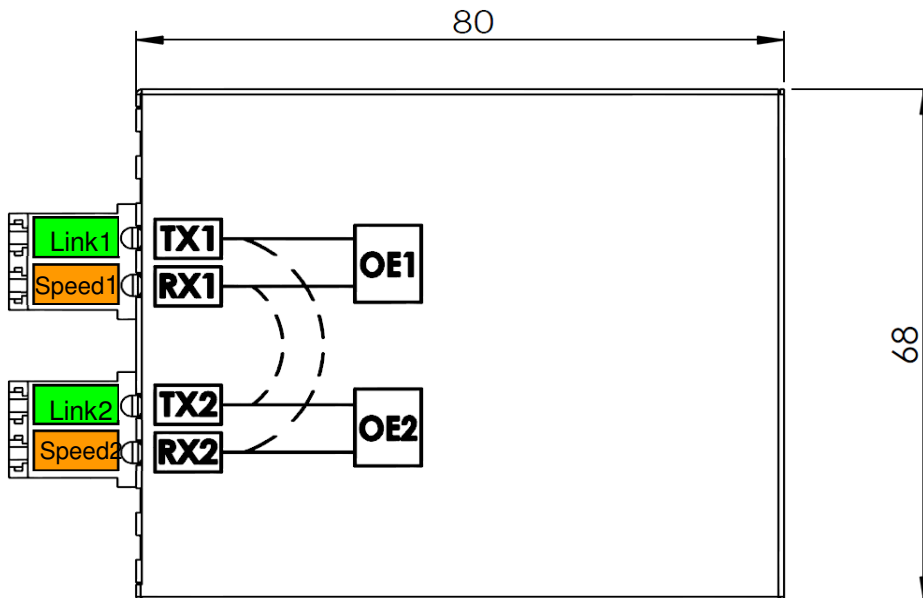 80
Link1
TX1
OE1
Speed1
RX1
68
Link2
TX2
OE2
Speed2
RX2